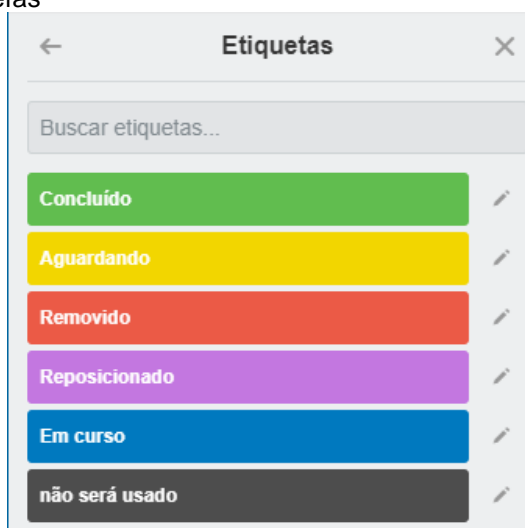 Etiquetas
Buscar etiquetas...
Concluído
Aguardando
Removido
Reposicionado
Em curso
não será usado